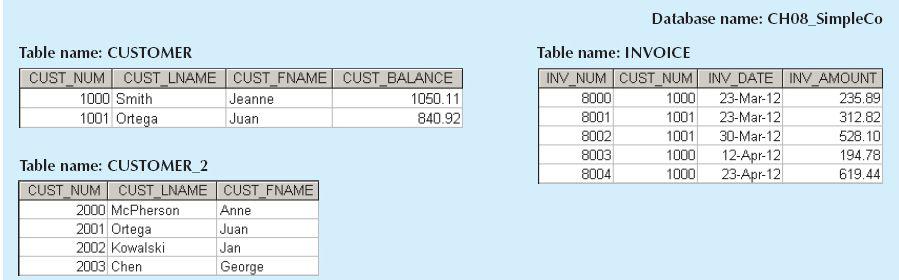 Database name: CH08_SimpleCo
Table name: CUSTOMER
CUST_NUM CUST_LNAME CUST_FNAME CUST_BALANCE
1000 Smith Jeanne 1050.11
1001 Ortega Juan 840.92
Table name: CUSTOMER_2
CUST_NUM CUST_LNAME CUST_FNAME
2000 McPherson Anne
2001 Ortega Juan
2002 Kowalski Jan
2003 Chen George
Table name: INVOICE
INV_NUM CUST_NUM INV_DATE INV_AMOUNT
8000 1000 23-Mar-12 235.89
8001 1001 23-Mar-12 312.82
8002 1001 30-Mar-12 528.10
8003 1000 12-Apr-12 194.78
8004 1000 23-Apr-12 619.44